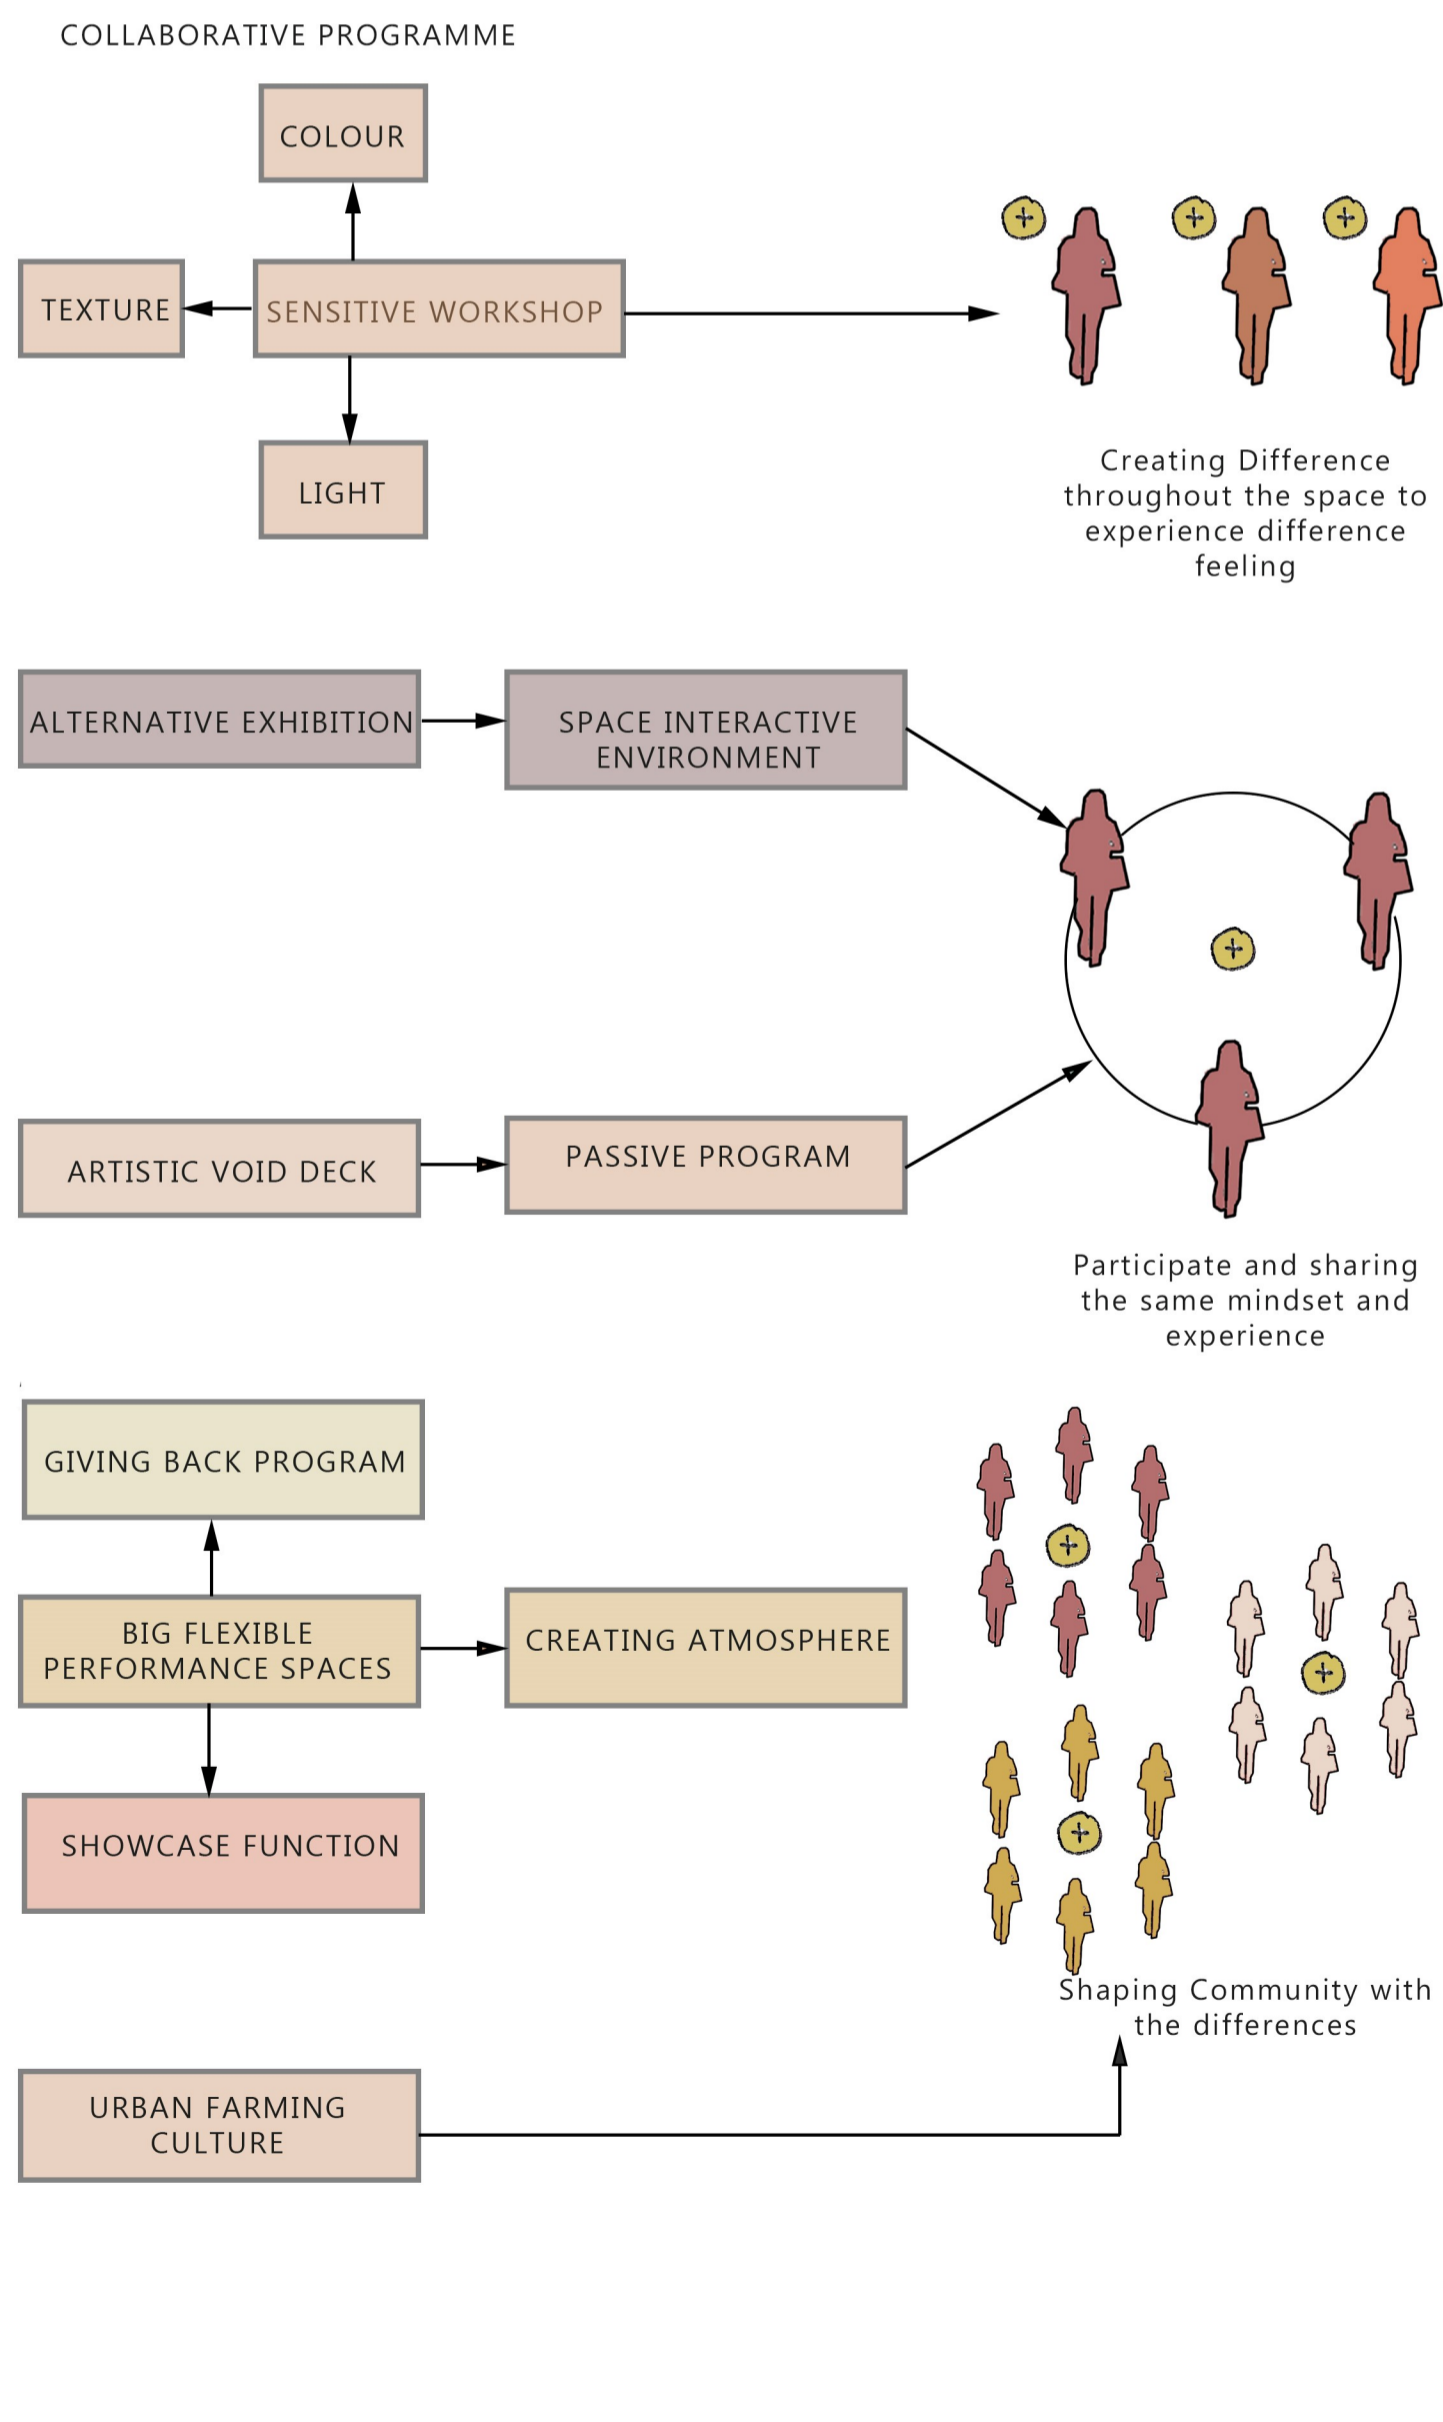 COLLABORATIVE PROGRAMME
COLOUR
TEXTURE
SENSITIVE WORKSHOP
LIGHT
Creating Difference
throughout the space to
experience difference
feeling
ALTERNATIVE EXHIBITION
SPACE INTERACTIVE
ENVIRONMENT
ARTISTIC VOID DECK
PASSIVE PROGRAM
Participate and sharing
the same mindset and
experience
GIVING BACK PROGRAM
BIG FLEXIBLE
PERFORMANCE SPACES
CREATING ATMOSPHERE
SHOWCASE FUNCTION
Shaping Community with
the differences
URBAN FARMING
CULTURE